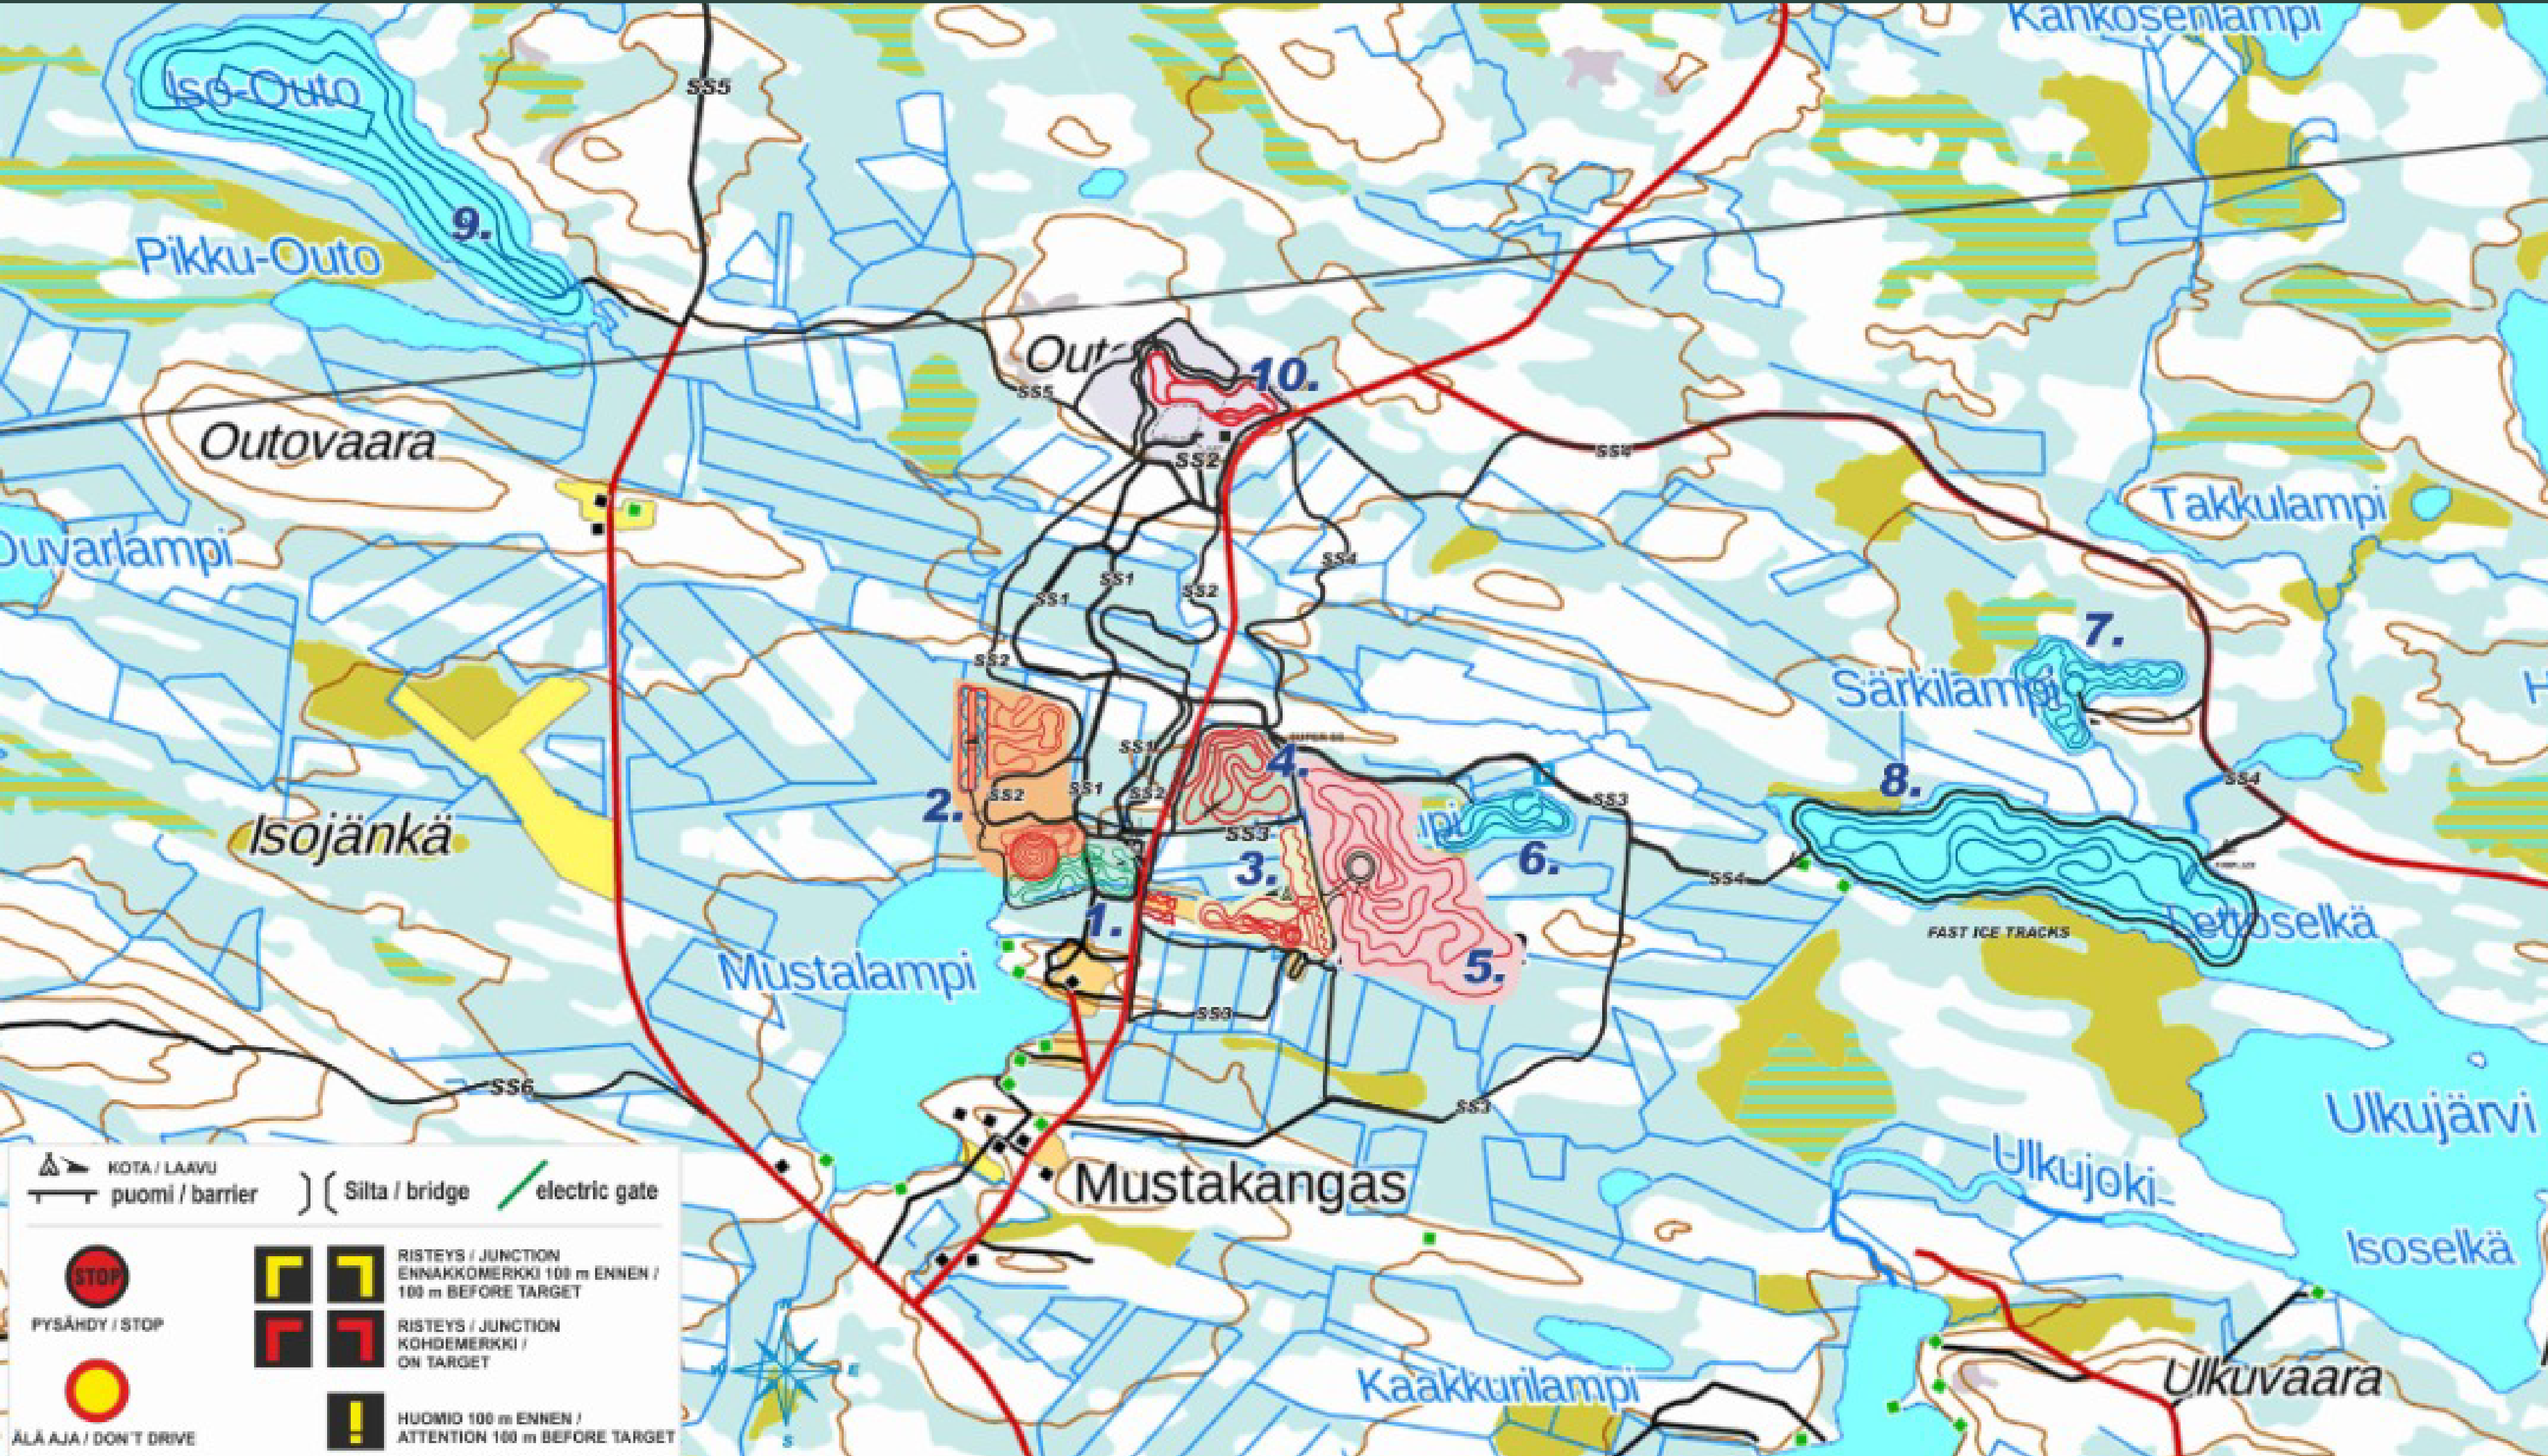 Kahkosenlampi
Iso-Outo
SS5
9.
Pikku-Outo
10.
SS5
Outovaara
SS4
SS2
Takkulampi
Ouvarlampi
SS4
SS1
SS2
SS1
7.
SS2
Särkilampi
SUPER SS
SS1
4.
8.
SS4
SS1
SS2
SS2
SS3
2.
Isojänkä
SS3
3.
6.
SS4
1.
Lettoselkä
FAST ICE TRACKS
Mustalampi
5.
SS3
SS6
SS3
Ulkujärvi
Mustakangas
Ulkujoki
Isoselkä
Kaakkurilampi
Ulkuvaara
E
S
KOTA / LAAVU
puomi / barrier
Silta / bridge
electric gate
STOP
PYSÄHDY / STOP
RISTEYS / JUNCTION
ENNAKKOMERKKI 100 m ENNEN /
100 m BEFORE TARGET
RISTEYS / JUNCTION
KOHDEMERKKI /
ON TARGET
ÄLÄ AJA / DON'T DRIVE
HUOMIO 100 m ENNEN /
ATTENTION 100 m BEFORE TARGET